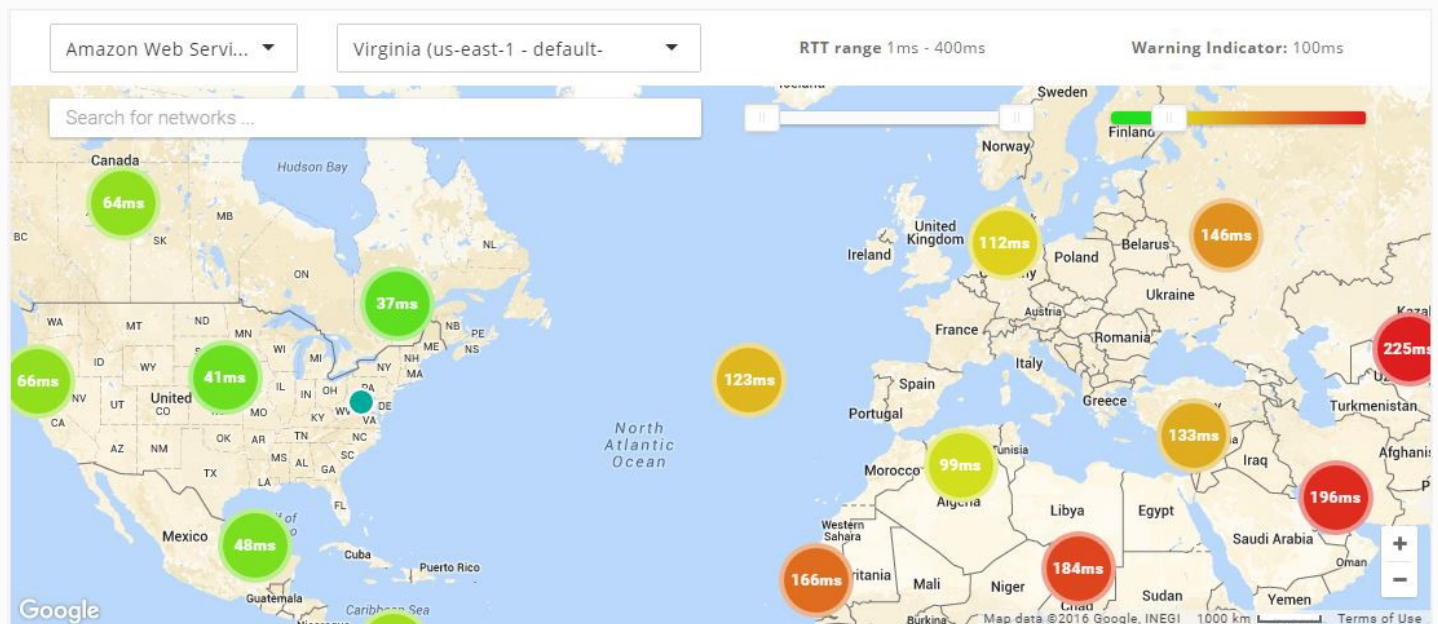 Amazon Web Servi...
Virginia (us-east-1 - default-
RTT range 1ms - 400ms
Warning Indicator: 100ms
Search for networks ...
Sweden
Finland
Norway
Canada
Hudson Bay
64ms
MB
BC
SK
NL
ON
United
Kingdom
Ireland
112ms
Poland
Belarus
146ms
37ms
Ukraine
WA
MT
ND
MN
WI
MI
NB
PE
ME
NS
NH
MA
NY
Austria
France
Romania
225ms
ID
WY
66ms
41ms
123ms
Italy
NV
UT
United
CO
IL
IN
OH
PA
DE
Spain
Greece
Turkmenistan
CA
MO
KY
WV
VA
Portugal
North
Atlantic
Ocean
133ms
AZ
NM
OK
AR
TN
NC
MS
AL
GA
SC
TX
LA
FL
Morocco
99ms
Tunisia
Iraq
Algeria
196ms
Libya
Egypt
Mexico
48ms
Western
Sahara
Saudi Arabia
+
Cuba
Puerto Rico
166ms
184ms
Oman
Mali
Niger
−
Guatemala
Sudan
Yemen
Google
Caribbean Sea
Chad
Map data ©2016 Google, INEGI
1000 km
Terms of Use